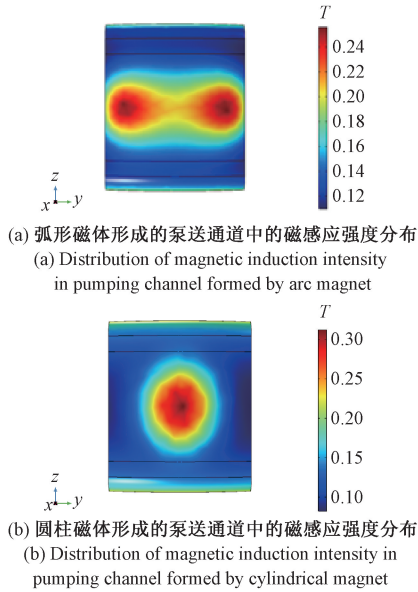 T
0.24
0.22
0.20
0.18
0.16
0.14
0.12
z
x y
(a) 弧形磁体形成的泵送通道中的磁感应强度分布
(a) Distribution of magnetic induction intensity
in pumping channel formed by arc magnet
T
0.30
0.25
0.20
0.15
0.10
z
x y
(b) 圆柱磁体形成的泵送通道中的磁感应强度分布
(b) Distribution of magnetic induction intensity in
pumping channel formed by cylindrical magnet